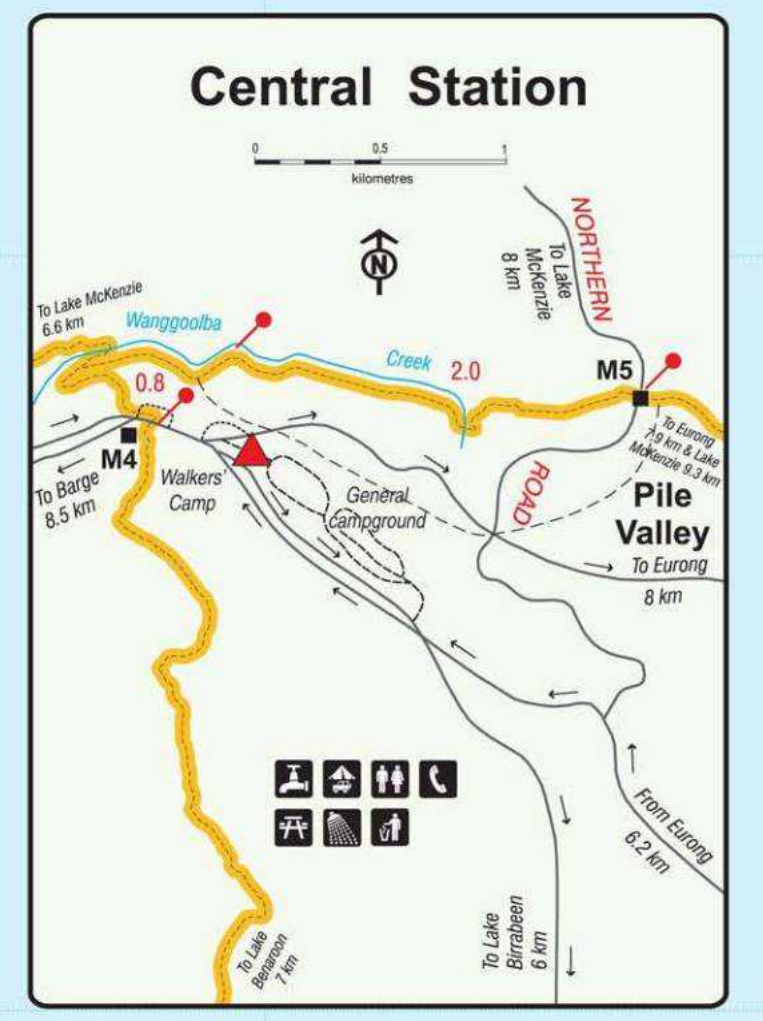 Central Station
0 0.5 1
kilometres
N
NORTHERN
To Lake
McKenzie
8 km
To Lake McKenzie
6.6 km
Wanggoolba
Creek
2.0
M5
0.8
M4
To Eurong
7.9 km & Lake
McKenzie 9.3 km
To Barge
8.5 km
Walkers'
Camp
General
campground
ROAD
Pile
Valley
To Eurong
8 km
From Eurong
6.2 km
To Lake
Benaroon
7 km
To Lake
Birrabeen
6 km